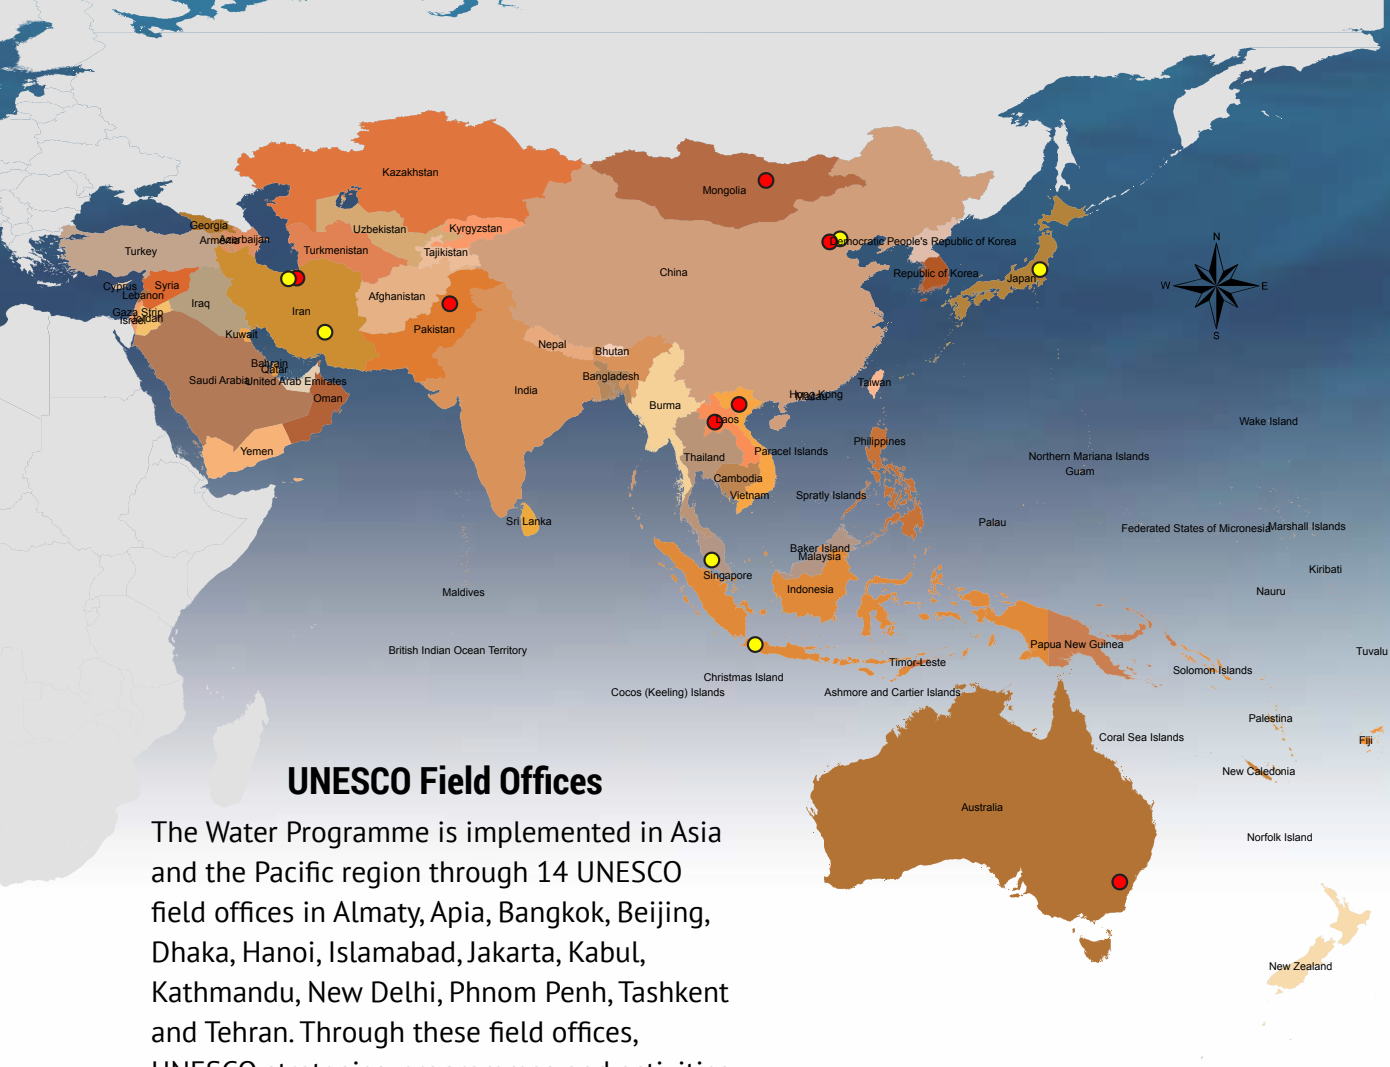 Kazakhstan
Mongolia
Georgia
Armenia
Azerbaijan
Uzbekistan
Kyrgyzstan
Turkey
Turkmenistan
Tajikistan
Democratic People's Republic of Korea
N
W
E
S
China
Republic of Korea
Japan
Cyprus
Syria
Lebanon
Iraq
Iran
Afghanistan
Gaza Strip
Israel
Jordan
Kuwait
Pakistan
Nepal
Bhutan
Bahrain
Qatar
Saudi Arabia
United Arab Emirates
Bangladesh
Taiwan
India
Oman
Burma
Hong Kong
Macau
Laos
Wake Island
Philippines
Yemen
Thailand
Paracel Islands
Northern Mariana Islands
Guam
Cambodia
Vietnam
Spratly Islands
Sri Lanka
Palau
Federated States of Micronesia
Marshall Islands
Baker Island
Malaysia
Singapore
Kiribati
Maldives
Indonesia
Nauru
British Indian Ocean Territory
Papua New Guinea
Tuvalu
Timor-Leste
Solomon Islands
Christmas Island
Cocos (Keeling) Islands
Ashmore and Cartier Islands
Palestina
Coral Sea Islands
Fiji
New Caledonia
Australia
Norfolk Island
New Zealand
UNESCO Field Offices
The Water Programme is implemented in Asia
and the Pacific region through 14 UNESCO
field offices in Almaty, Apia, Bangkok, Beijing,
Dhaka, Hanoi, Islamabad, Jakarta, Kabul,
Kathmandu, New Delhi, Phnom Penh, Tashkent
and Tehran. Through these field offices,